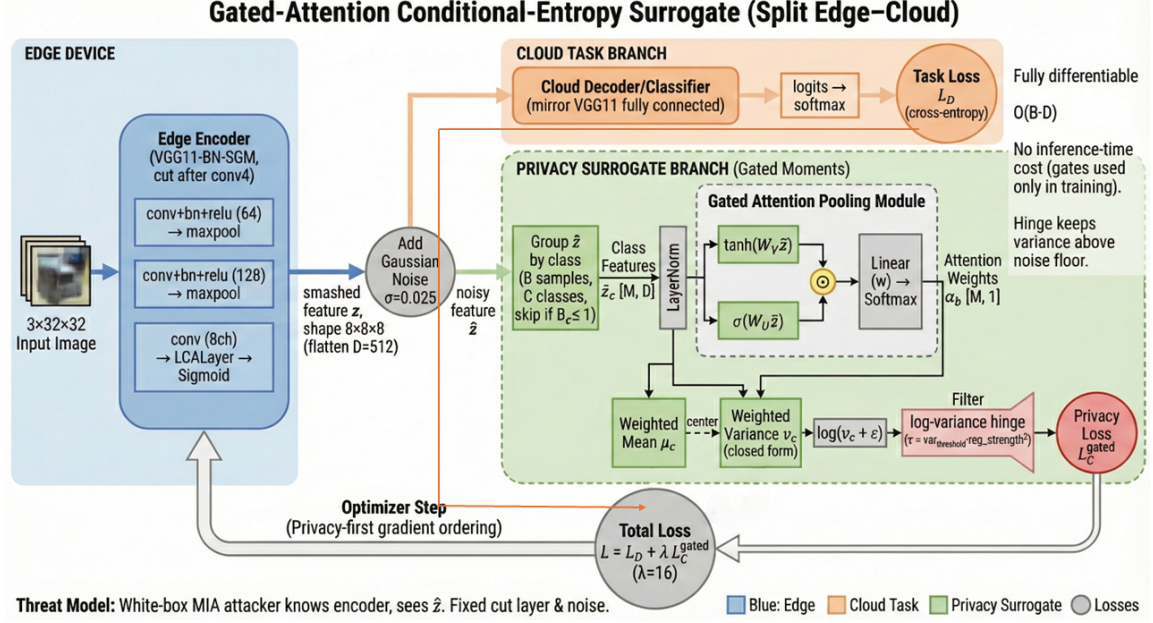 Gated-Attention Conditional-Entropy Surrogate (Split Edge–Cloud)
EDGE DEVICE
Edge Encoder
(VGG11-BN-SGM,
cut after conv4)
conv+bn+relu (64)
→ maxpool
conv+bn+relu (128)
→ maxpool
conv (8ch)
→ LCALayer →
Sigmoid
3×32×32
Input Image
smashed
feature z,
shape 8×8×8
(flatten D=512)
Add
Gaussian
Noise
σ=0.025
noisy
feature
ẑ
CLOUD TASK BRANCH
Cloud Decoder/Classifier
(mirror VGG11 fully connected)
logits →
softmax
Task Loss
L_D
(cross-entropy)
Fully differentiable
O(B-D)
No inference-time
cost (gates used
only in training).
Hinge keeps
variance above
noise floor.
PRIVACY SURROGATE BRANCH (Gated Moments)
Group ẑ
by class
(B samples,
C classes,
skip if B_c ≤ 1)
Class
Features
z̄_c [M, D]
LayerNorm
Gated Attention Pooling Module
tanh(W_V z̄)
σ(W_U z̄)
Linear
(w) →
Softmax
Attention
Weights
α_b [M, 1]
Weighted
Mean μ_c
center
Weighted
Variance v_c
(closed form)
log(v_c + ε)
Filter
log-variance hinge
(τ = var_threshold·reg_strength²)
Privacy
Loss
L_C^gated
Optimizer Step
(Privacy-first gradient ordering)
Total Loss
L = L_D + λ L_C^gated
(λ=16)
Threat Model: White-box MIA attacker knows encoder, sees ẑ. Fixed cut layer & noise.
Blue: Edge
Cloud Task
Privacy Surrogate
Losses